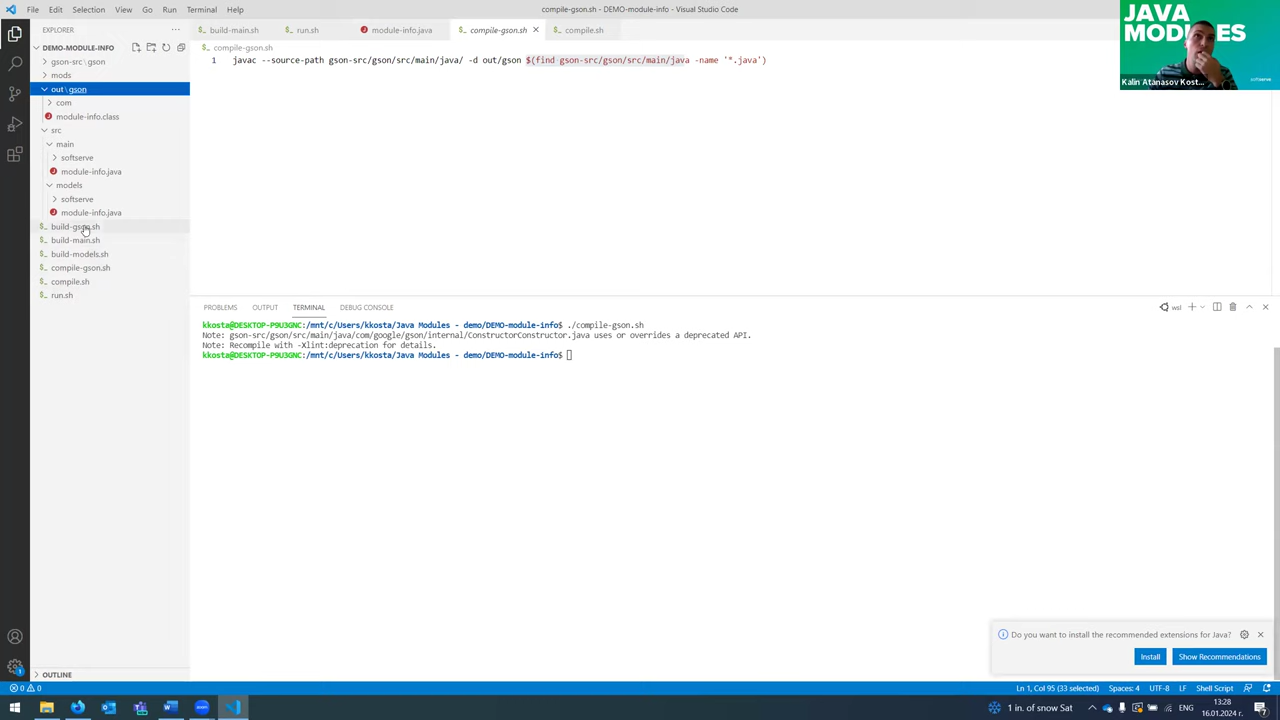 File Edit Selection View Go Run Terminal Help
compile-gson.sh - DEMO-module-info - Visual Studio Code
EXPLORER
DEMO-MODULE-INFO
gson-src \ gson
mods
out \ gson
com
module-info.class
src
main
softserve
module-info.java
models
softserve
module-info.java
build-gson.sh
build-main.sh
build-models.sh
compile-gson.sh
compile.sh
run.sh
OUTLINE
build-main.sh run.sh module-info.java compile-gson.sh compile.sh
compile-gson.sh
1 javac --source-path gson-src/gson/src/main/java/ -d out/gson $(find gson-src/gson/src/main/java -name '*.java')
JAVA
MODULES
Kalin Atanasov Kost...
softserve
PROBLEMS OUTPUT TERMINAL DEBUG CONSOLE
wsl
kkosta@DESKTOP-P9U3GNC:/mnt/c/Users/kkosta/Java Modules - demo/DEMO-module-info$ ./compile-gson.sh
Note: gson-src/gson/src/main/java/com/google/gson/internal/ConstructorConstructor.java uses or overrides a deprecated API.
Note: Recompile with -Xlint:deprecation for details.
kkosta@DESKTOP-P9U3GNC:/mnt/c/Users/kkosta/Java Modules - demo/DEMO-module-info$
Do you want to install the recommended extensions for Java?
Install Show Recommendations
0 0
Ln 1, Col 95 (33 selected) Spaces: 4 UTF-8 LF Shell Script
1 in. of snow Sat
ENG
13:28
16.01.2024 г.
7